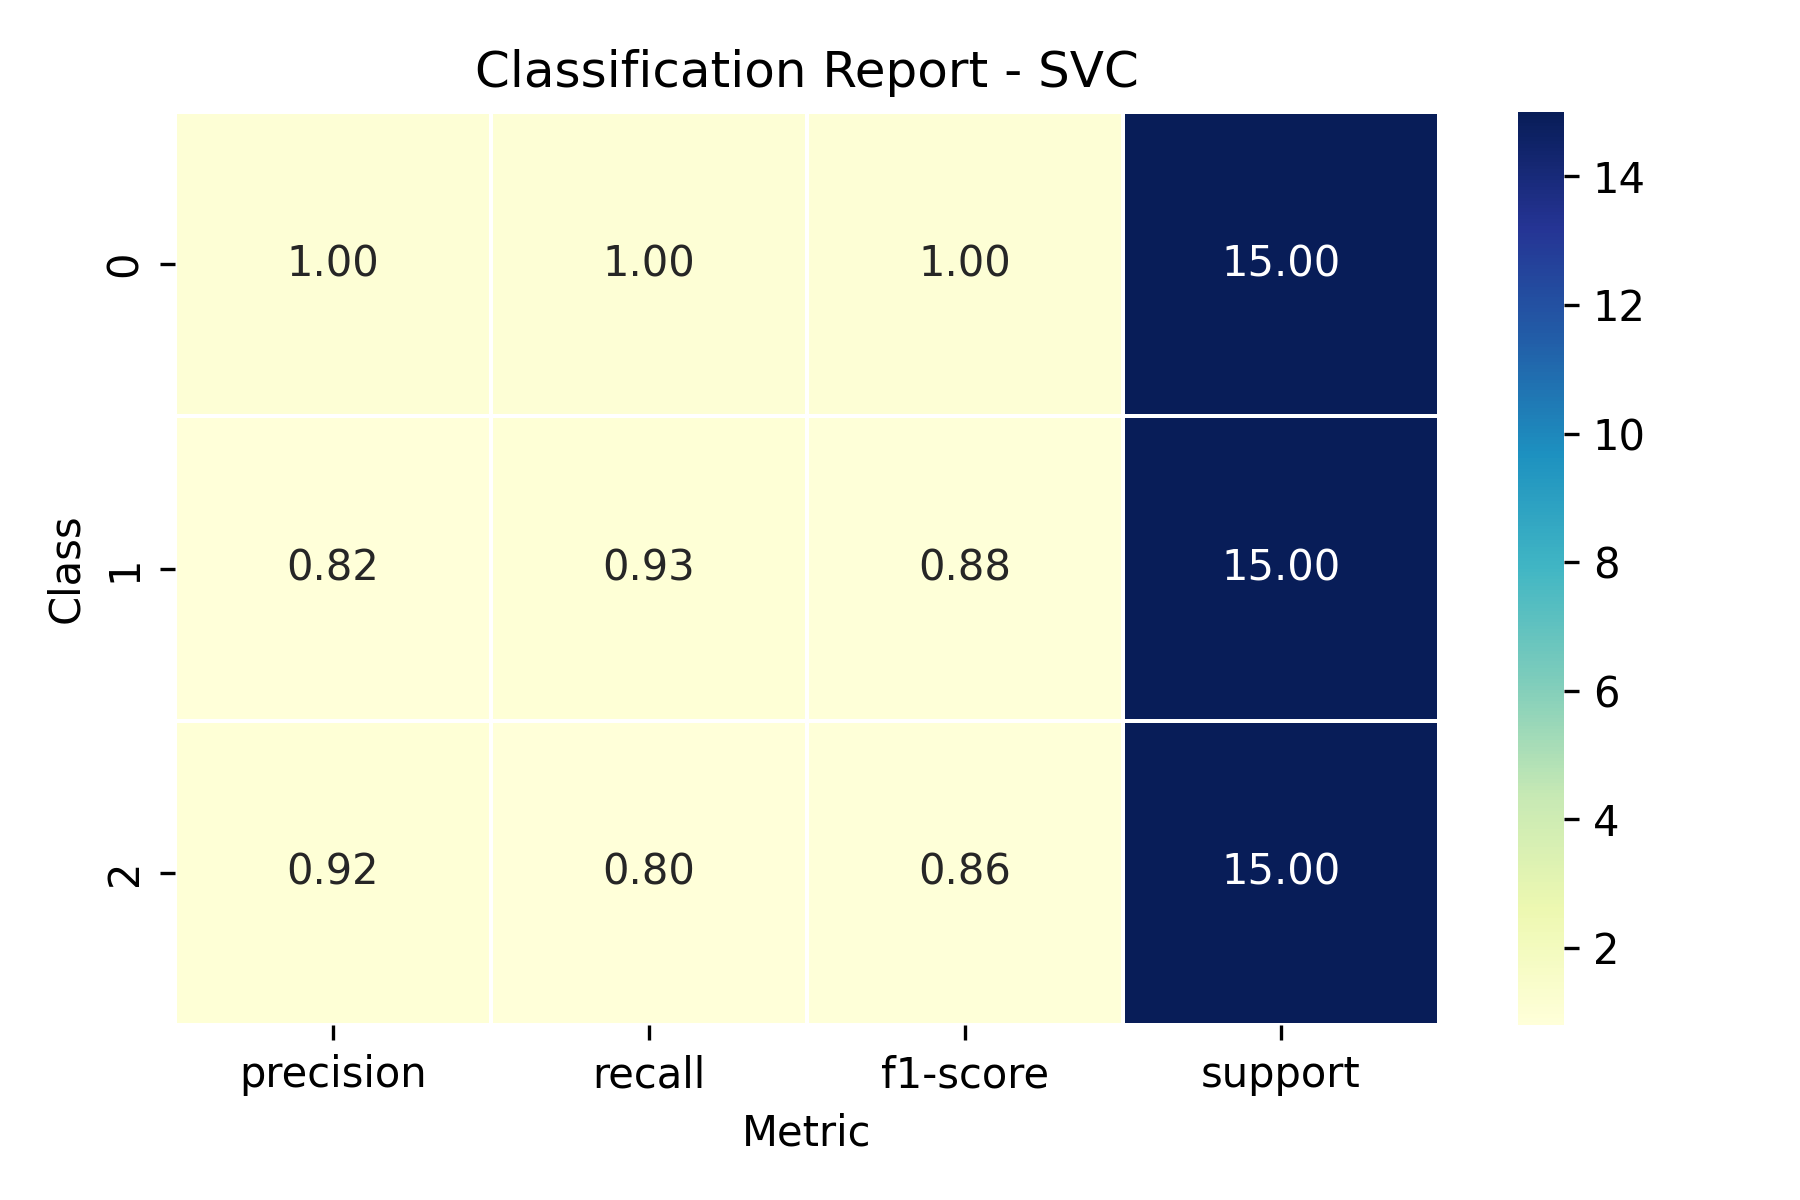 Classification Report - SVC
0 1.00 1.00 1.00 15.00
1 0.82 0.93 0.88 15.00
2 0.92 0.80 0.86 15.00
Class
precision recall f1-score support
Metric
14
12
10
8
6
4
2